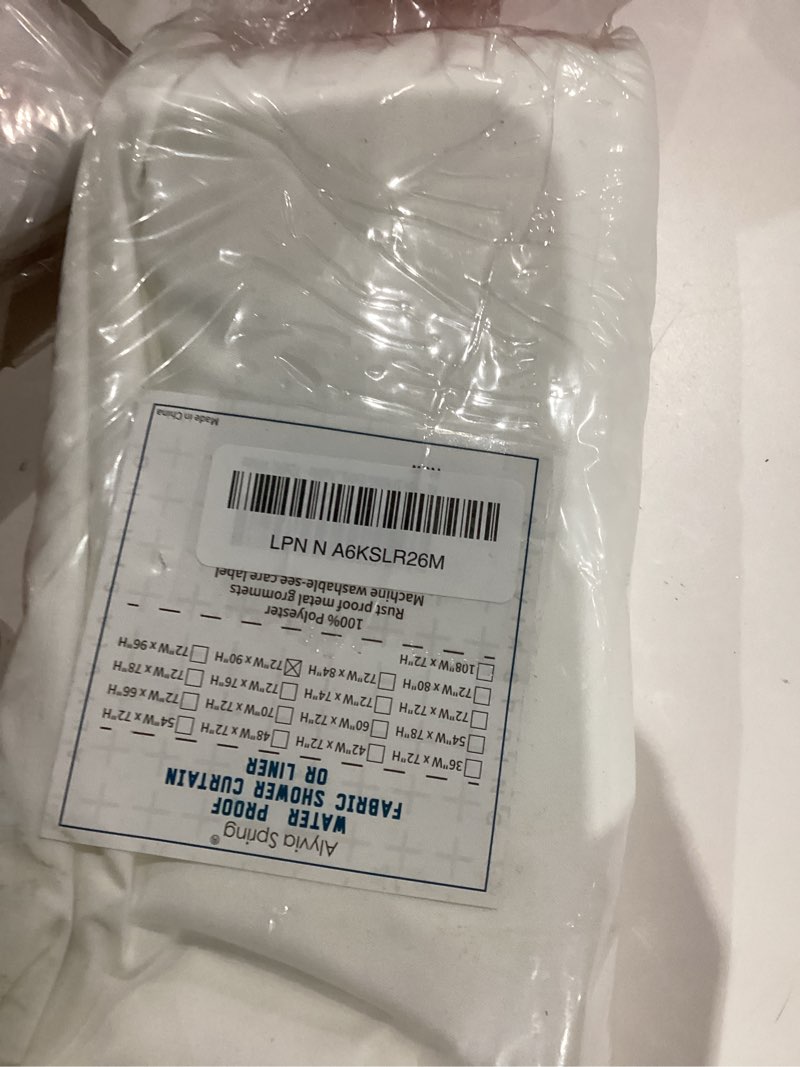 Alyvia Spring®
WATER PROOF
FABRIC SHOWER CURTAIN
OR LINER
☐36"W x 72"H ☐42"W x 72"H ☐48"W x 72"H ☐54"W x 72"H
☐54"W x 78"H ☐60"W x 72"H ☐70"W x 72"H ☐72"W x 66"H
☐72"W x 72"H ☐72"W x 74"H ☐72"W x 76"H ☐72"W x 78"H
☐72"W x 80"H ☐72"W x 84"H ☒72"W x 90"H ☐72"W x 96"H
☐108"W x 72"H
100% Polyester
Rust proof metal grommets
Machine washable-see care label
LPN N A6KSLR26M
Made in China